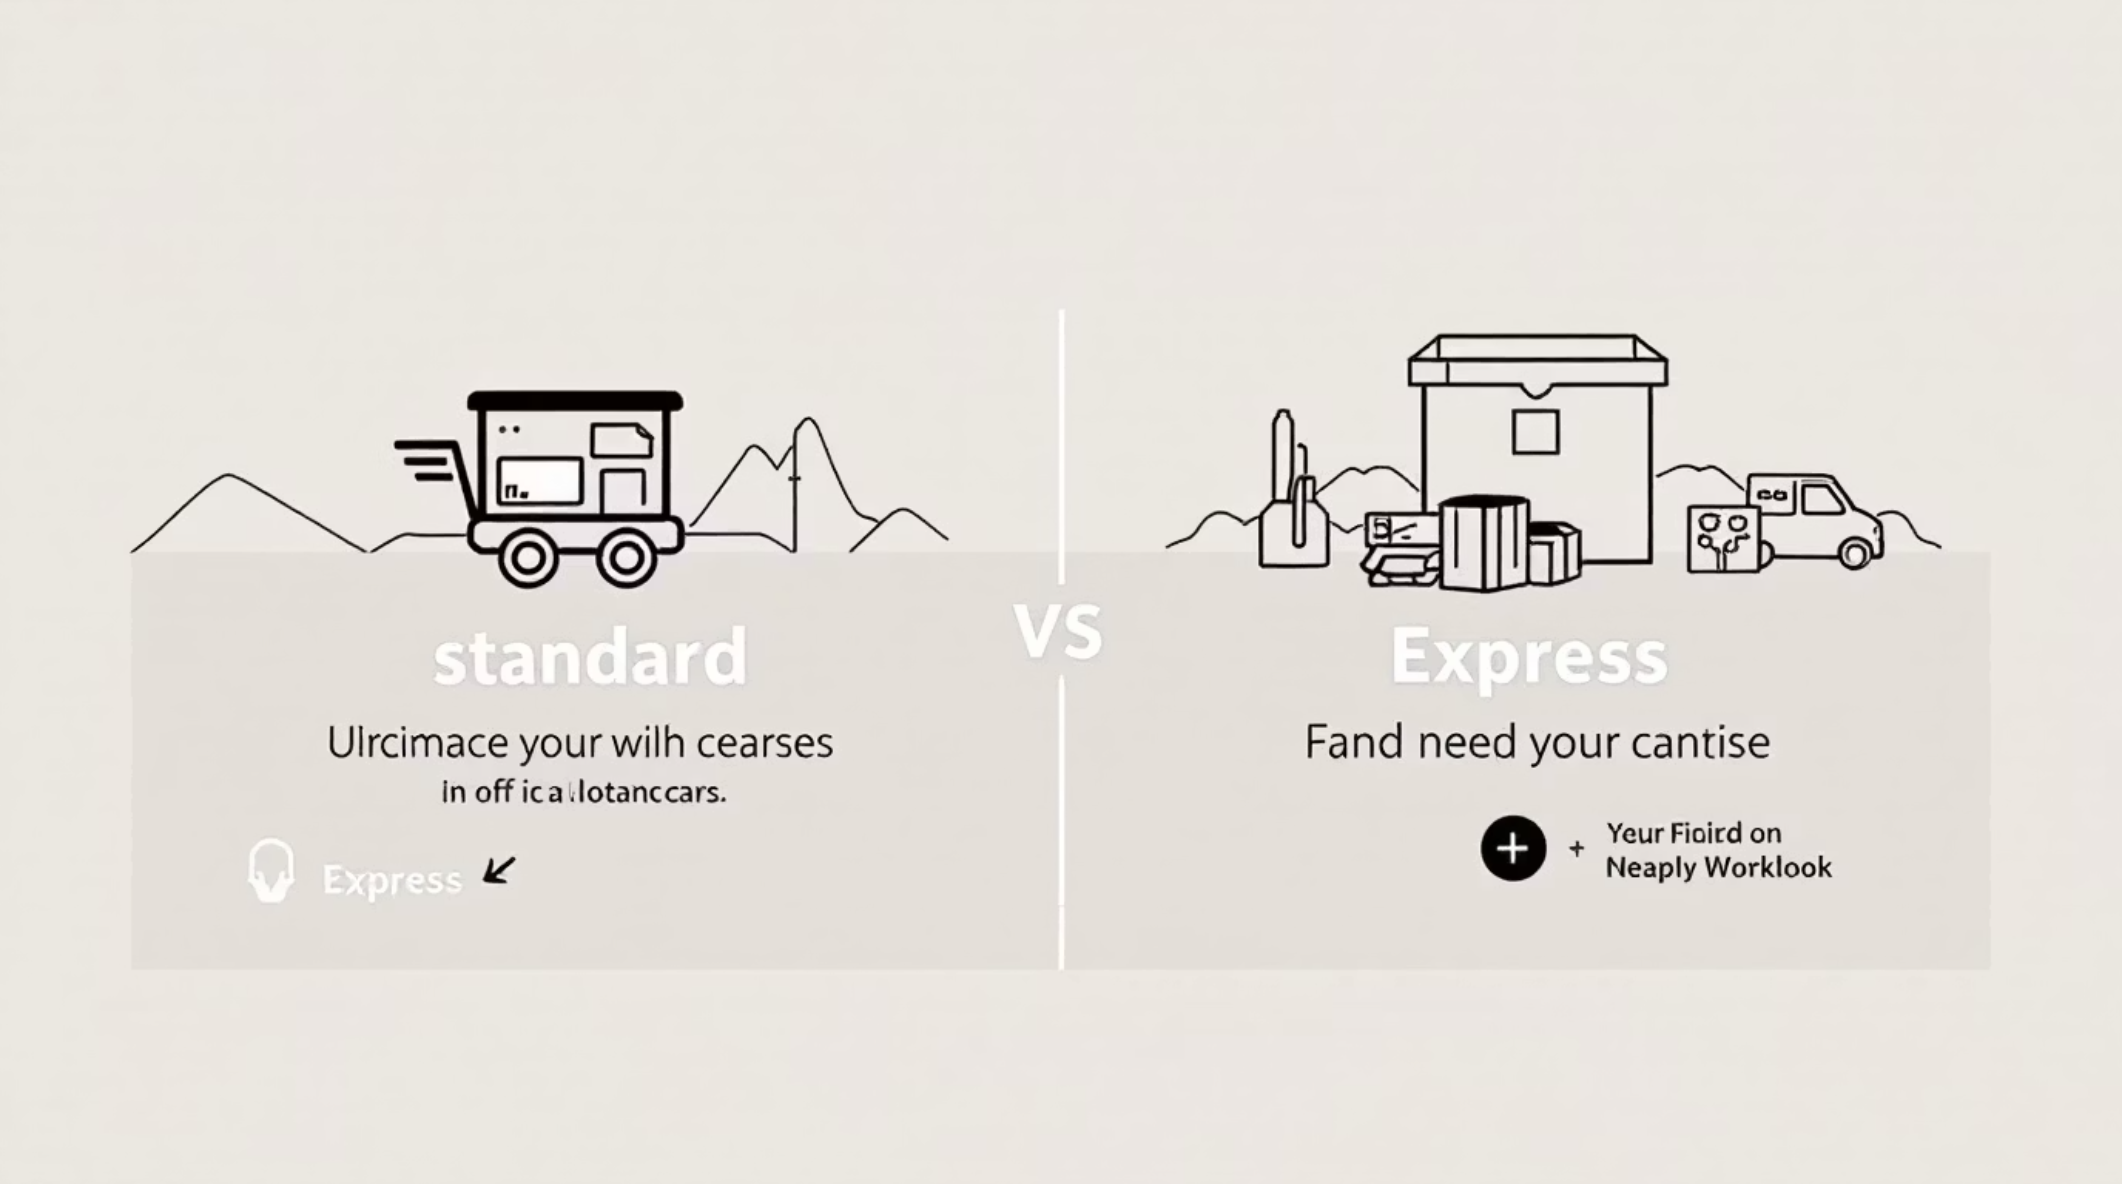 standard
VS
Express
Ulrcimace your wilh cearses
in off ical lotanccars.
Express
Fand need your cantise
+ Yeur Fioird on
Neaply Worklook